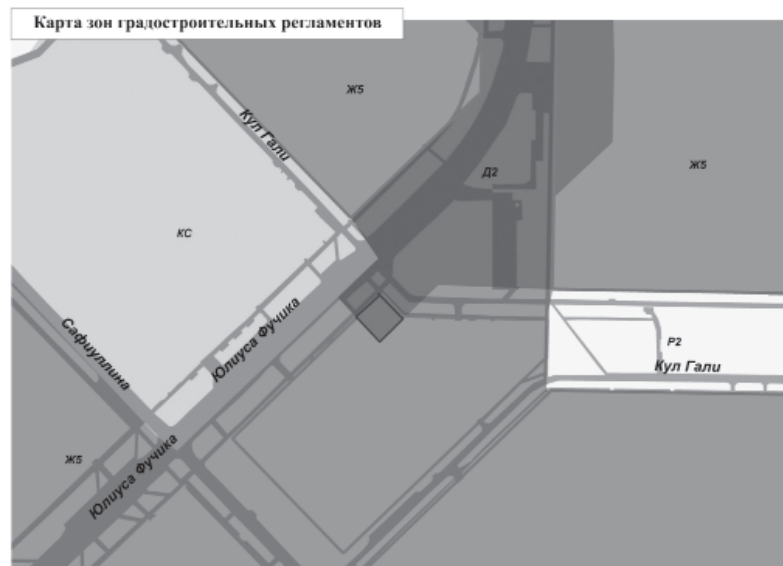 Карта зон градостроительных регламентов
Ж5
Кул Гали
Ж5
Д2
КС
Юлиуса Фучика
Сафиуллина
Р2
Кул Гали
Ж5
Юлиуса Фучика